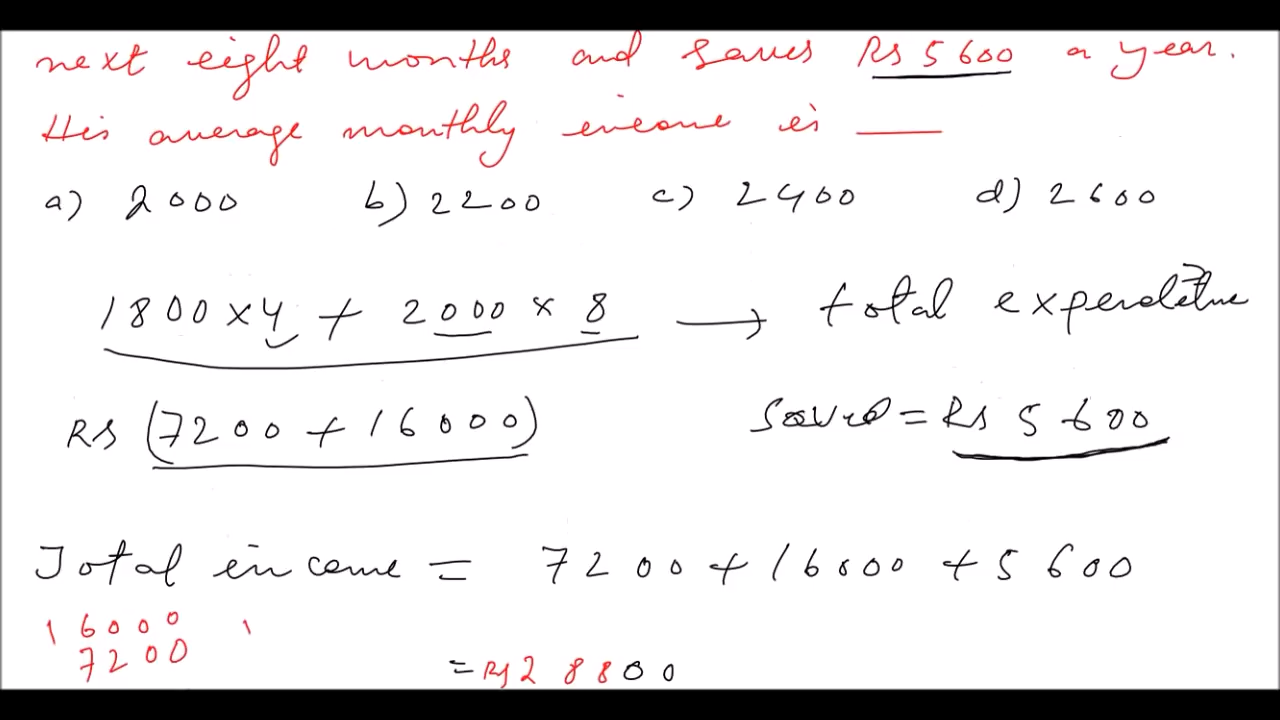 next eight months and saves Rs 5600 a year.
His average monthly income is ____
a) 2000 b) 2200 c) 2400 d) 2600
1800 × 4 + 2000 × 8 → total expenditure
Rs (7200 + 16000) saved = Rs 5600
Total income = 7200 + 16000 + 5600
16000
7200
= Rs 28800